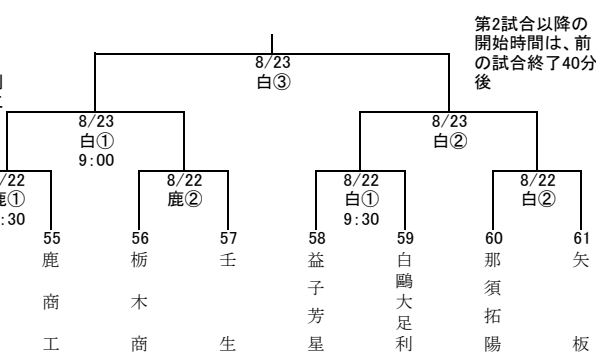 第2試合以降の
開始時間は、前
の試合終了40分
後
8/23
白③
8/23
白①
9:00
8/23
白②
8/22
鹿②
8/22
白①
9:30
8/22
白②
:30
55
56
57
58
59
60
61
鹿商工
栃木商
壬生
益子芳星
白鷗大足利
那須拓陽
矢板